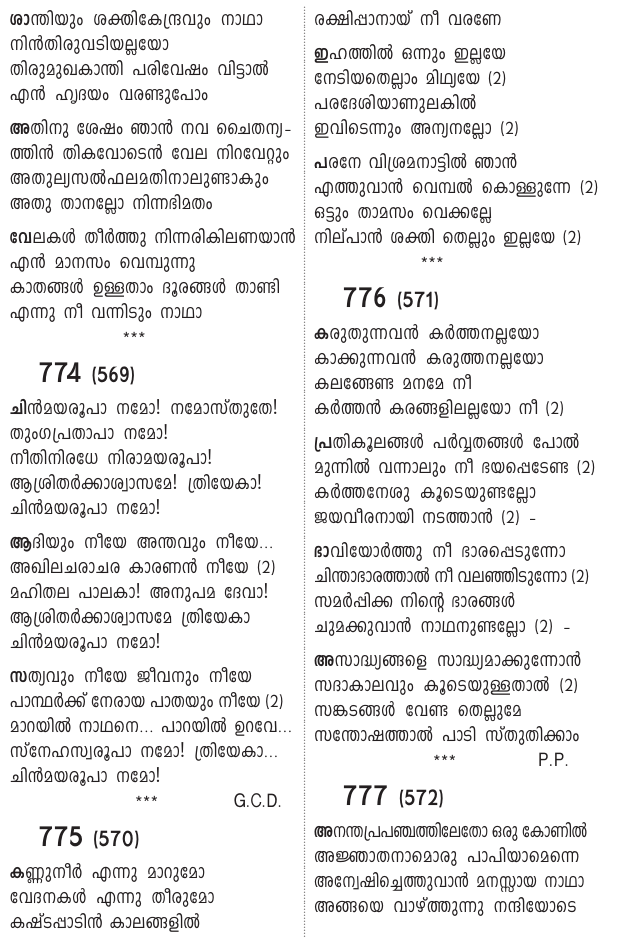 ശാന്തിയും ശക്തികേന്ദ്രവും നാഥാ
നിൻതിരുവടിയല്ലയോ
തിരുമുഖകാന്തി പരിവേഷം വിട്ടാൽ
എൻ ഹൃദയം വരണ്ടുപോം
അതിനു ശേഷം ഞാൻ നവ ചൈതന്യ-
ത്തിൻ തികവോടെൻ വേല നിറവേറ്റും
അതുല്യസൽഫലമതിനാലുണ്ടാകും
അതു താനല്ലോ നിന്നഭിമതം
വേലകൾ തീർത്തു നിന്നരികിലണയാൻ
എൻ മാനസം വെമ്പുന്നു
കാതങ്ങൾ ഉള്ളതാം ദൂരങ്ങൾ താണ്ടി
എന്നു നീ വന്നിടും നാഥാ
***
774 (569)
ചിൻമയരൂപാ നമോ! നമോസ്തുതേ!
തുംഗപ്രതാപാ നമോ!
നീതിനിരധേ നിരാമയരൂപാ!
ആശ്രിതർക്കാശ്വാസമേ! ത്രിയേകാ!
ചിൻമയരൂപാ നമോ!
ആദിയും നീയേ അന്തവും നീയേ...
അഖിലചരാചര കാരണൻ നീയേ (2)
മഹിതല പാലകാ! അനുപമ ദേവാ!
ആശ്രിതർക്കാശ്വാസമേ ത്രിയേകാ
ചിൻമയരൂപാ നമോ!
സത്യവും നീയേ ജീവനും നീയേ
പാന്ഥർക്ക് നേരായ പാതയും നീയേ (2)
മാറയിൽ നാഥനെ... പാറയിൽ ഉറവേ...
സ്നേഹസ്വരൂപാ നമോ! ത്രിയേകാ...
ചിൻമയരൂപാ നമോ!
*** G.C.D.
775 (570)
കണ്ണുനീർ എന്നു മാറുമോ
വേദനകൾ എന്നു തീരുമോ
കഷ്ടപ്പാടിൻ കാലങ്ങളിൽ
രക്ഷിപ്പാനായ് നീ വരണേ
ഇഹത്തിൽ ഒന്നും ഇല്ലയേ
നേടിയതെല്ലാം മിഥ്യയേ (2)
പരദേശിയാണുലകിൽ
ഇവിടെന്നും അന്യനല്ലോ (2)
പരനേ വിശ്രമനാട്ടിൽ ഞാൻ
എത്തുവാൻ വെമ്പൽ കൊള്ളുന്നേ (2)
ഒട്ടും താമസം വെക്കല്ലേ
നില്പാൻ ശക്തി തെല്ലും ഇല്ലയേ (2)
***
776 (571)
കരുതുന്നവൻ കർത്തനല്ലയോ
കാക്കുന്നവൻ കരുത്തനല്ലയോ
കലങ്ങേണ്ട മനമേ നീ
കർത്തൻ കരങ്ങളിലല്ലയോ നീ (2)
പ്രതികൂലങ്ങൾ പർവ്വതങ്ങൾ പോൽ
മുന്നിൽ വന്നാലും നീ ഭയപ്പെടേണ്ട (2)
കർത്തനേശു കൂടെയുണ്ടല്ലോ
ജയവീരനായി നടത്താൻ (2) -
ഭാവിയോർത്തു നീ ഭാരപ്പെടുന്നോ
ചിന്താഭാരത്താൽ നീ വലഞ്ഞിടുന്നോ (2)
സമർപ്പിക്ക നിന്റെ ഭാരങ്ങൾ
ചുമക്കുവാൻ നാഥനുണ്ടല്ലോ (2) -
അസാദ്ധ്യങ്ങളെ സാദ്ധ്യമാക്കുന്നോൻ
സദാകാലവും കൂടെയുള്ളതാൽ (2)
സങ്കടങ്ങൾ വേണ്ട തെല്ലുമേ
സന്തോഷത്താൽ പാടി സ്തുതിക്കാം
*** P.P.
777 (572)
അനന്തപ്രപഞ്ചത്തിലേതോ ഒരു കോണിൽ
അജ്ഞാതനാമൊരു പാപിയാമെന്നെ
അന്വേഷിച്ചെത്തുവാൻ മനസ്സായ നാഥാ
അങ്ങയെ വാഴ്ത്തുന്നു നന്ദിയോടെ